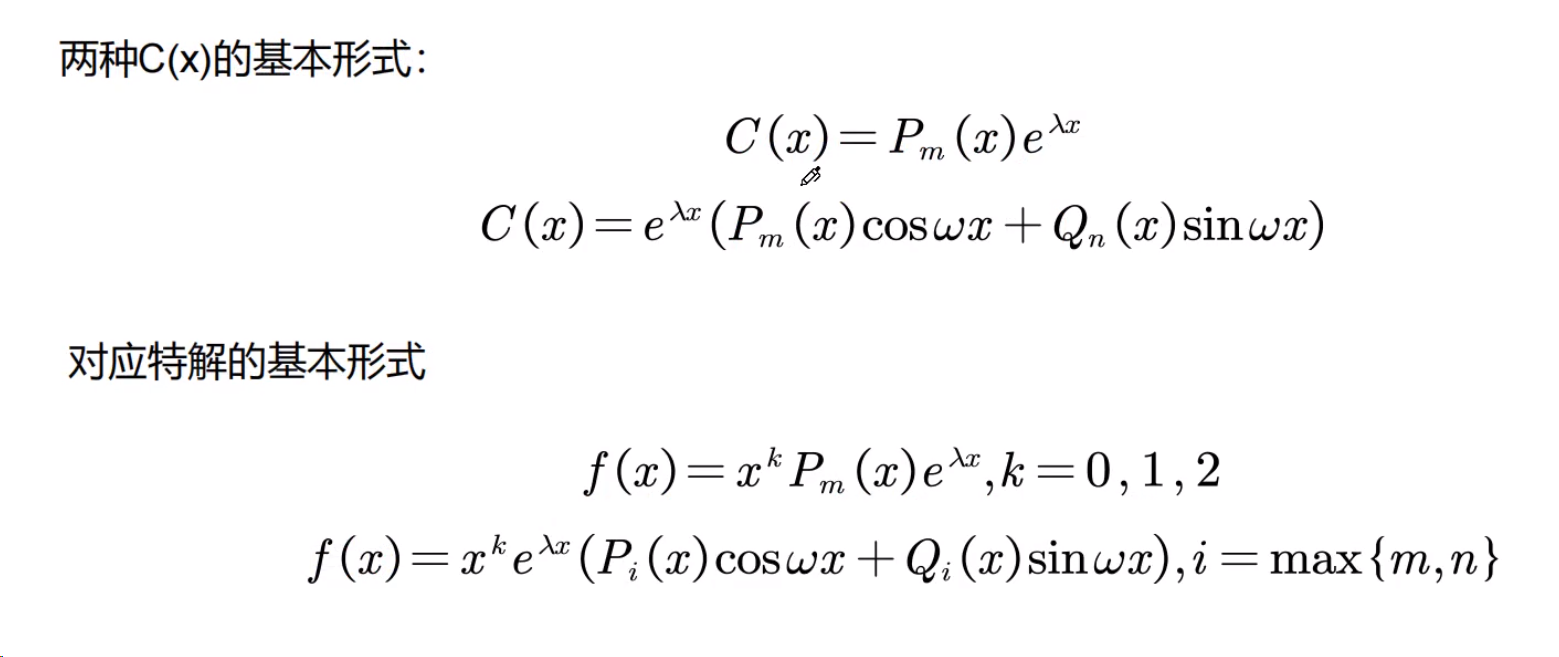 两种C(x)的基本形式：
C(x)=P_m(x)e^{λx}
C(x)=e^{λx}(P_m(x)cosωx+Q_n(x)sinωx)
对应特解的基本形式
f(x)=x^k P_m(x)e^{λx},k=0,1,2
f(x)=x^k e^{λx}(P_i(x)cosωx+Q_i(x)sinωx),i=max{m,n}